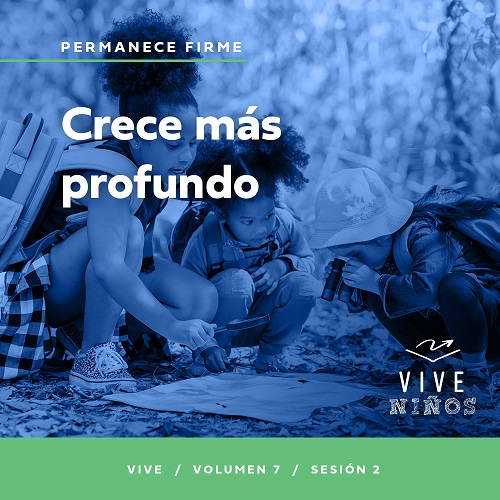 PERMANECE FIRME
Crece más
profundo
VIVE
NIÑOS
VIVE / VOLUMEN 7 / SESIÓN 2